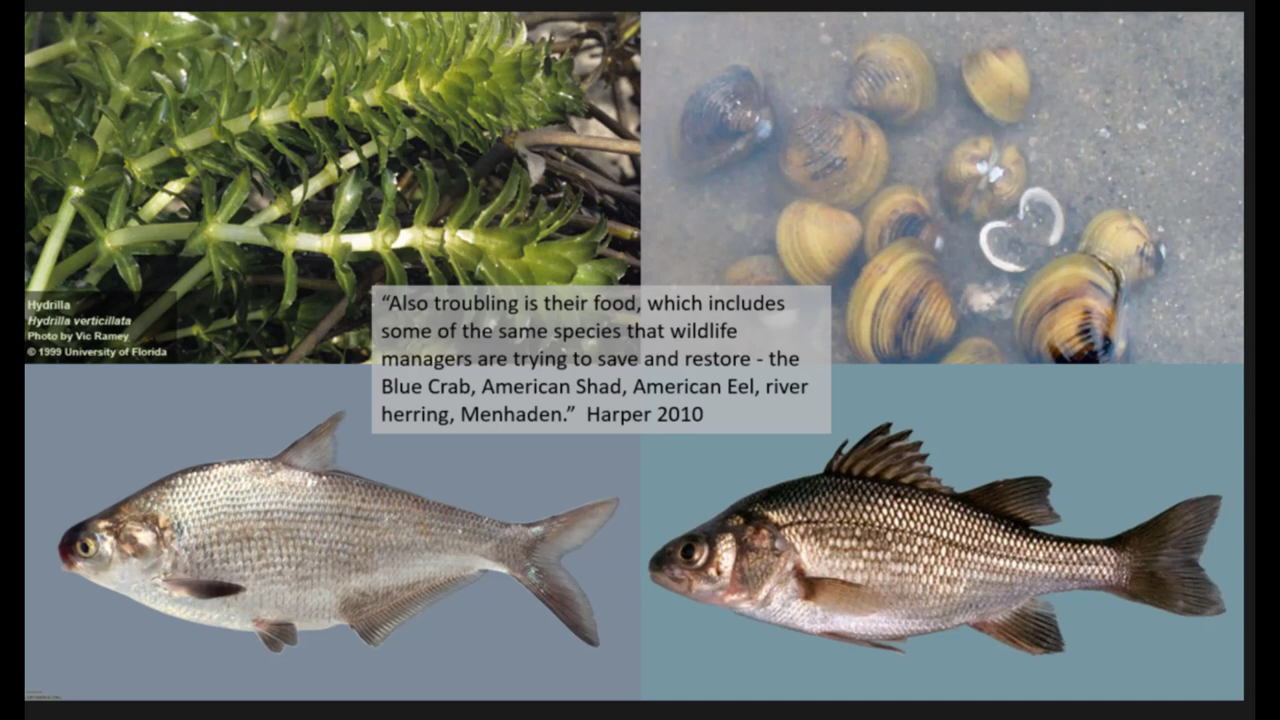 Hydrilla
Hydrilla verticillata
Photo by Vic Ramey
© 1999 University of Florida
“Also troubling is their food, which includes
some of the same species that wildlife
managers are trying to save and restore - the
Blue Crab, American Shad, American Eel, river
herring, Menhaden.”  Harper 2010